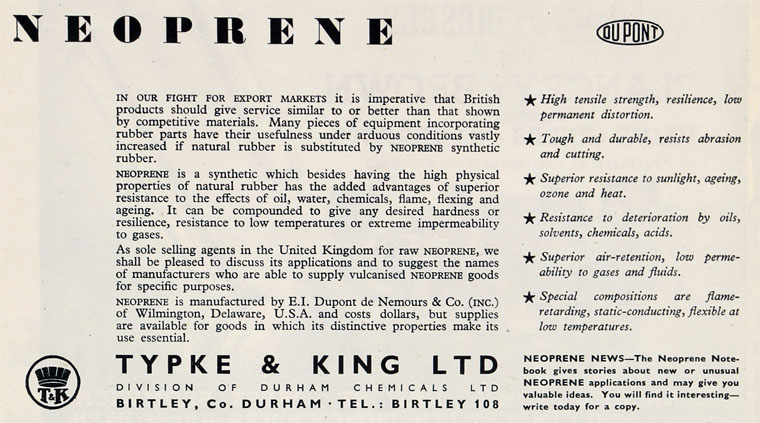 NEOPRENE
DU PONT
IN OUR FIGHT FOR EXPORT MARKETS it is imperative that British
products should give service similar to or better than that shown
by competitive materials. Many pieces of equipment incorporating
rubber parts have their usefulness under arduous conditions vastly
increased if natural rubber is substituted by NEOPRENE synthetic
rubber.
NEOPRENE is a synthetic which besides having the high physical
properties of natural rubber has the added advantages of superior
resistance to the effects of oil, water, chemicals, flame, flexing and
ageing. It can be compounded to give any desired hardness or
resilience, resistance to low temperatures or extreme impermeability
to gases.
As sole selling agents in the United Kingdom for raw NEOPRENE, we
shall be pleased to discuss its applications and to suggest the names
of manufacturers who are able to supply vulcanised NEOPRENE goods
for specific purposes.
NEOPRENE is manufactured by E.I. Dupont de Nemours & Co. (INC.)
of Wilmington, Delaware, U.S.A. and costs dollars, but supplies
are available for goods in which its distinctive properties make its
use essential.
★ High tensile strength, resilience, low
permanent distortion.
★ Tough and durable, resists abrasion
and cutting.
★ Superior resistance to sunlight, ageing,
ozone and heat.
★ Resistance to deterioration by oils,
solvents, chemicals, acids.
★ Superior air-retention, low perme-
ability to gases and fluids.
★ Special compositions are flame-
retarding, static-conducting, flexible at
low temperatures.
T&K
TYPKE & KING LTD
DIVISION OF DURHAM CHEMICALS LTD
BIRTLEY, Co. DURHAM · TEL.: BIRTLEY 108
NEOPRENE NEWS—The Neoprene Note-
book gives stories about new or unusual
NEOPRENE applications and may give you
valuable ideas. You will find it interesting—
write today for a copy.